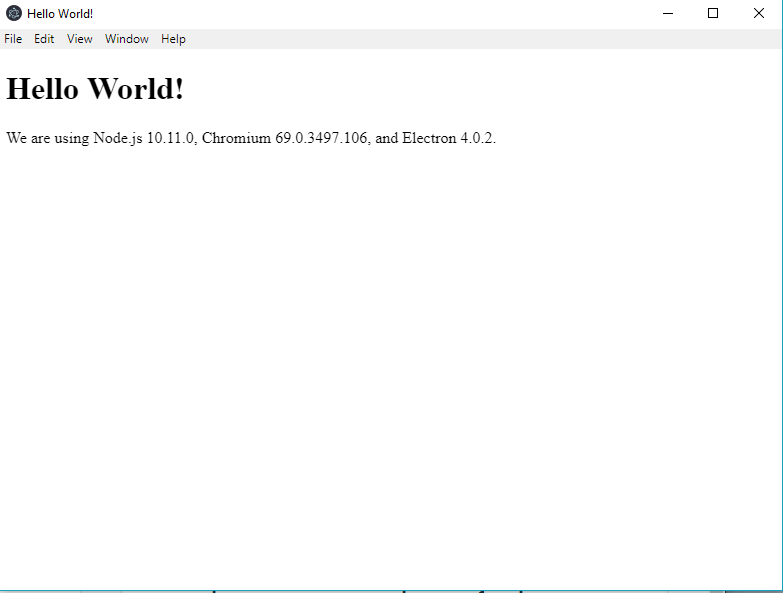 Hello World!
File Edit View Window Help
Hello World!
We are using Node.js 10.11.0, Chromium 69.0.3497.106, and Electron 4.0.2.